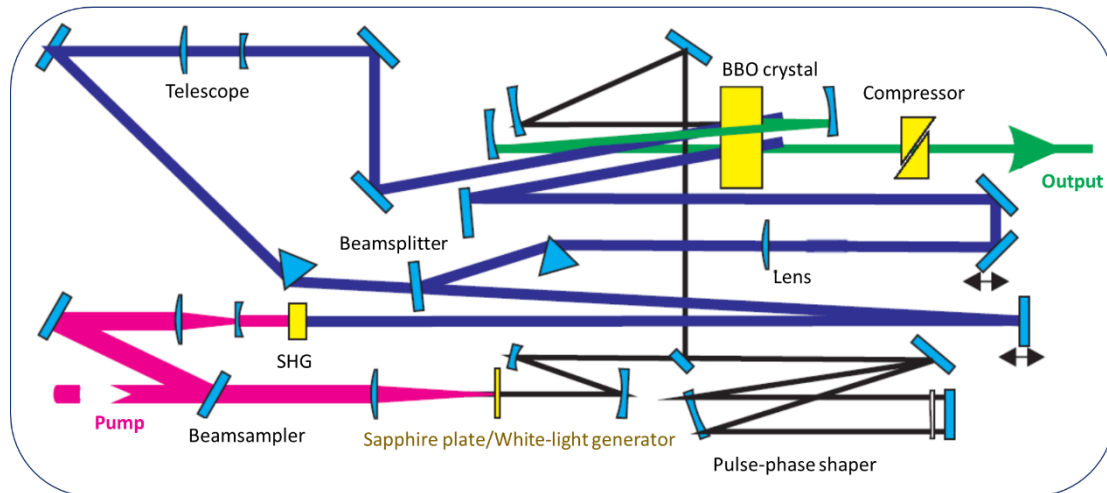 BBO crystal
Telescope
Compressor
Output
Beamsplitter
Lens
SHG
Pump
Beamsampler
Sapphire plate/White-light generator
Pulse-phase shaper